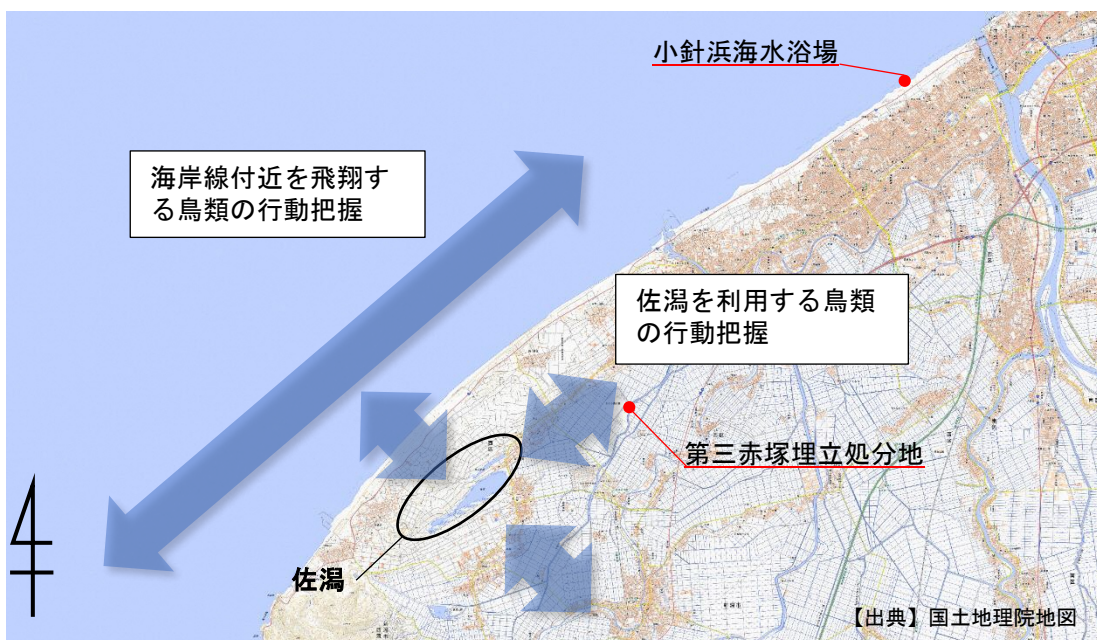 小針浜海水浴場
海岸線付近を飛翔す
る鳥類の行動把握
佐潟を利用する鳥類
の行動把握
第三赤塚埋立処分地
佐潟
【出典】国土地理院地図